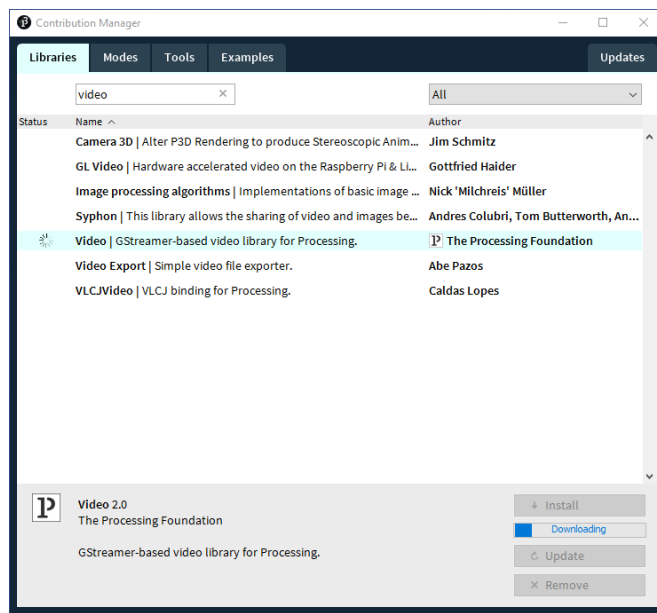 Contribution Manager
Libraries Modes Tools Examples Updates
video All
Status Name Author
Camera 3D | Alter P3D Rendering to produce Stereoscopic Anim... Jim Schmitz
GL Video | Hardware accelerated video on the Raspberry Pi & Li... Gottfried Haider
Image processing algorithms | Implementations of basic image ... Nick 'Milchreis' Müller
Syphon | This library allows the sharing of video and images be... Andres Colubri, Tom Butterworth, An...
Video | GStreamer-based video library for Processing. The Processing Foundation
Video Export | Simple video file exporter. Abe Pazos
VLCJVideo | VLCJ binding for Processing. Caldas Lopes
Video 2.0
The Processing Foundation
GStreamer-based video library for Processing.
Install
Downloading
Update
Remove